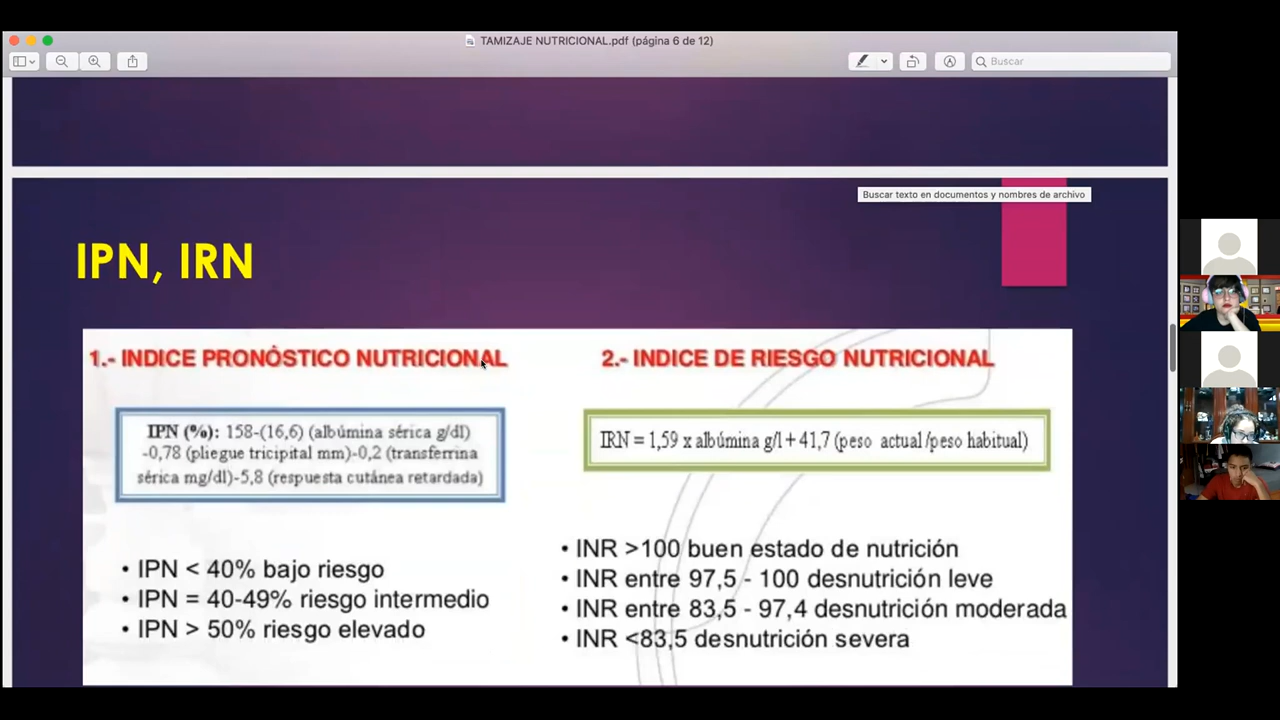 TAMIZAJE NUTRICIONAL.pdf (página 6 de 12)
Buscar
Buscar texto en documentos y nombres de archivo
IPN, IRN
1.- INDICE PRONÓSTICO NUTRICIONAL
IPN (%): 158-(16,6) (albúmina sérica g/dl)
-0,78 (pliegue tricipital mm)-0,2 (transferrina
sérica mg/dl)-5,8 (respuesta cutánea retardada)
• IPN < 40% bajo riesgo
• IPN = 40-49% riesgo intermedio
• IPN > 50% riesgo elevado
2.- INDICE DE RIESGO NUTRICIONAL
IRN = 1,59 x albúmina g/l + 41,7 (peso actual/peso habitual)
• INR >100 buen estado de nutrición
• INR entre 97,5 - 100 desnutrición leve
• INR entre 83,5 - 97,4 desnutrición moderada
• INR <83,5 desnutrición severa